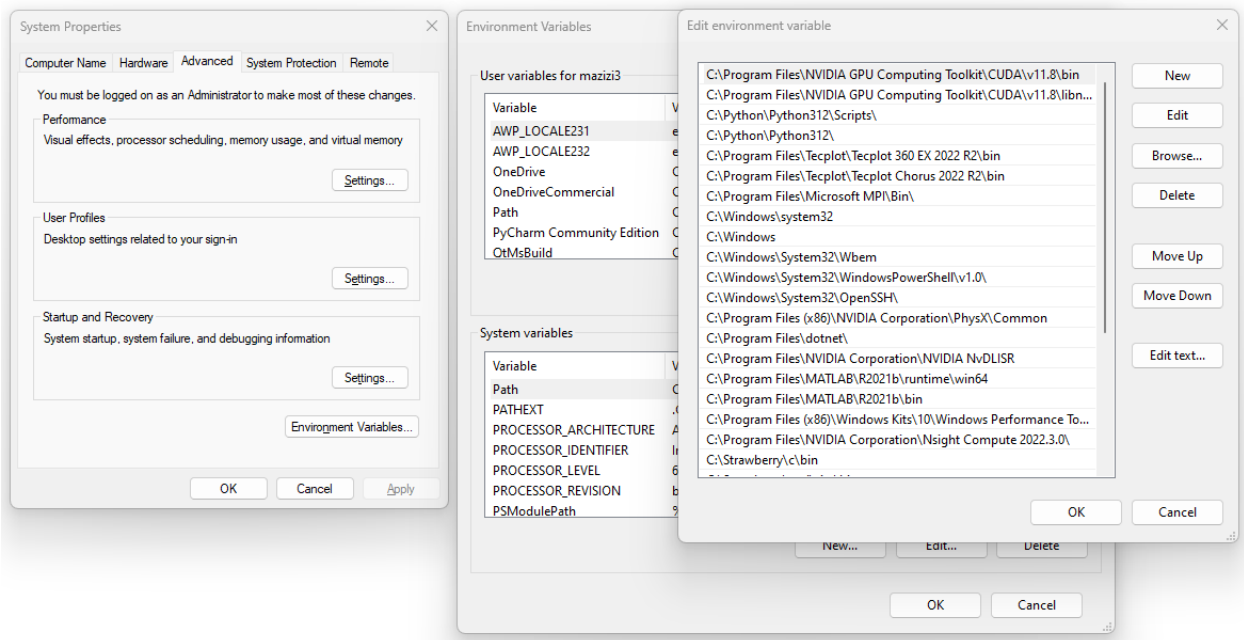 System Properties
Computer Name Hardware Advanced System Protection Remote
You must be logged on as an Administrator to make most of these changes.
Performance
Visual effects, processor scheduling, memory usage, and virtual memory
Settings...
User Profiles
Desktop settings related to your sign-in
Settings...
Startup and Recovery
System startup, system failure, and debugging information
Settings...
Environment Variables...
OK Cancel Apply
Environment Variables
User variables for mazizi3
Variable
AWP_LOCALE231
AWP_LOCALE232
OneDrive
OneDriveCommercial
Path
PyCharm Community Edition
QtMsBuild
System variables
Variable
Path
PATHEXT
PROCESSOR_ARCHITECTURE
PROCESSOR_IDENTIFIER
PROCESSOR_LEVEL
PROCESSOR_REVISION
PSModulePath
New... Edit... Delete
OK Cancel
Edit environment variable
C:\Program Files\NVIDIA GPU Computing Toolkit\CUDA\v11.8\bin
C:\Program Files\NVIDIA GPU Computing Toolkit\CUDA\v11.8\libn...
C:\Python\Python312\Scripts\
C:\Python\Python312\
C:\Program Files\Tecplot\Tecplot 360 EX 2022 R2\bin
C:\Program Files\Tecplot\Tecplot Chorus 2022 R2\bin
C:\Program Files\Microsoft MPI\Bin\
C:\Windows\system32
C:\Windows
C:\Windows\System32\Wbem
C:\Windows\System32\WindowsPowerShell\v1.0\
C:\Windows\System32\OpenSSH\
C:\Program Files (x86)\NVIDIA Corporation\PhysX\Common
C:\Program Files\dotnet\
C:\Program Files\NVIDIA Corporation\NVIDIA NvDLISR
C:\Program Files\MATLAB\R2021b\runtime\win64
C:\Program Files\MATLAB\R2021b\bin
C:\Program Files (x86)\Windows Kits\10\Windows Performance To...
C:\Program Files\NVIDIA Corporation\Nsight Compute 2022.3.0\
C:\Strawberry\c\bin
New
Edit
Browse...
Delete
Move Up
Move Down
Edit text...
OK Cancel